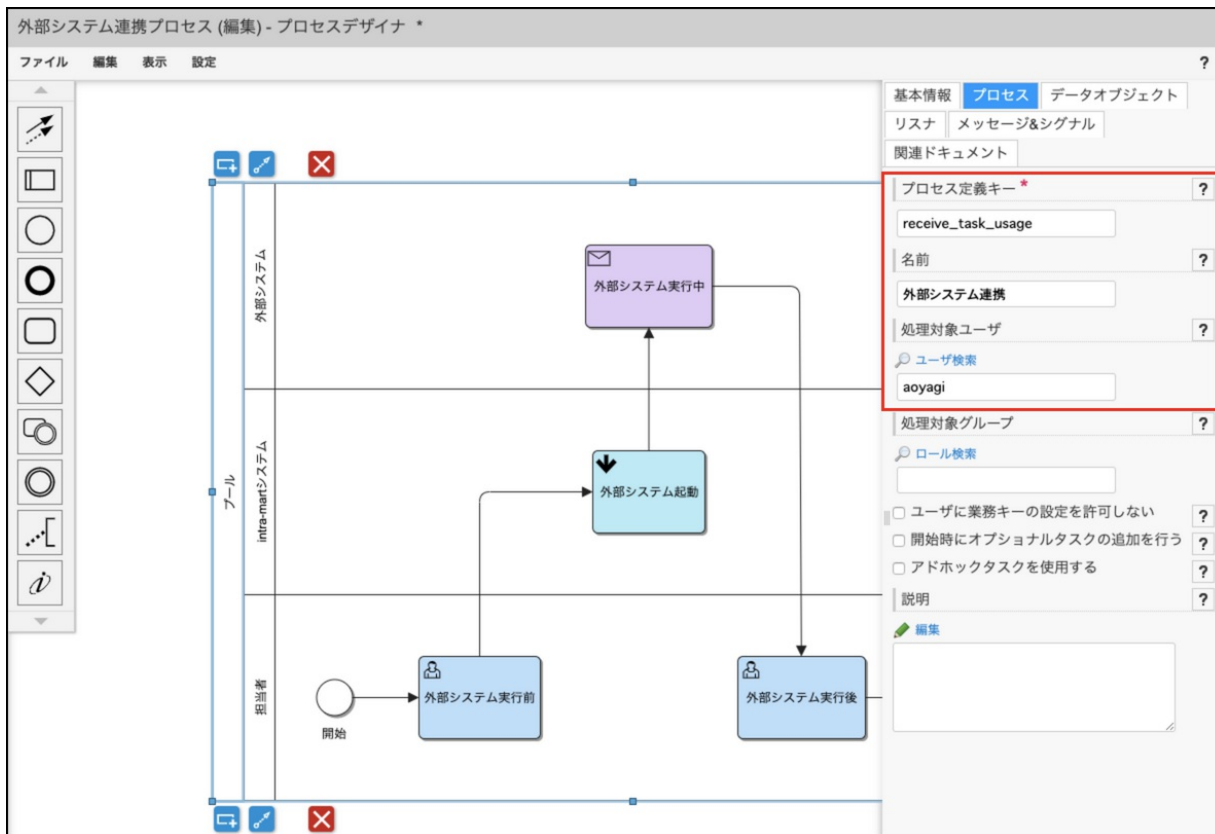 外部システム連携プロセス (編集) - プロセスデザイナ *
ファイル 編集 表示 設定 ?
基本情報 プロセス データオブジェクト
リスナ メッセージ&シグナル
関連ドキュメント
プロセス定義キー * ?
receive_task_usage
名前 ?
外部システム連携
処理対象ユーザ ?
ユーザ検索
aoyagi
処理対象グループ ?
ロール検索
ユーザに業務キーの設定を許可しない ?
開始時にオプショナルタスクの追加を行う ?
アドホックタスクを使用する ?
説明 ?
編集
プール
外部システム
外部システム実行中
intra-martシステム
外部システム起動
担当者
開始
外部システム実行前
外部システム実行後